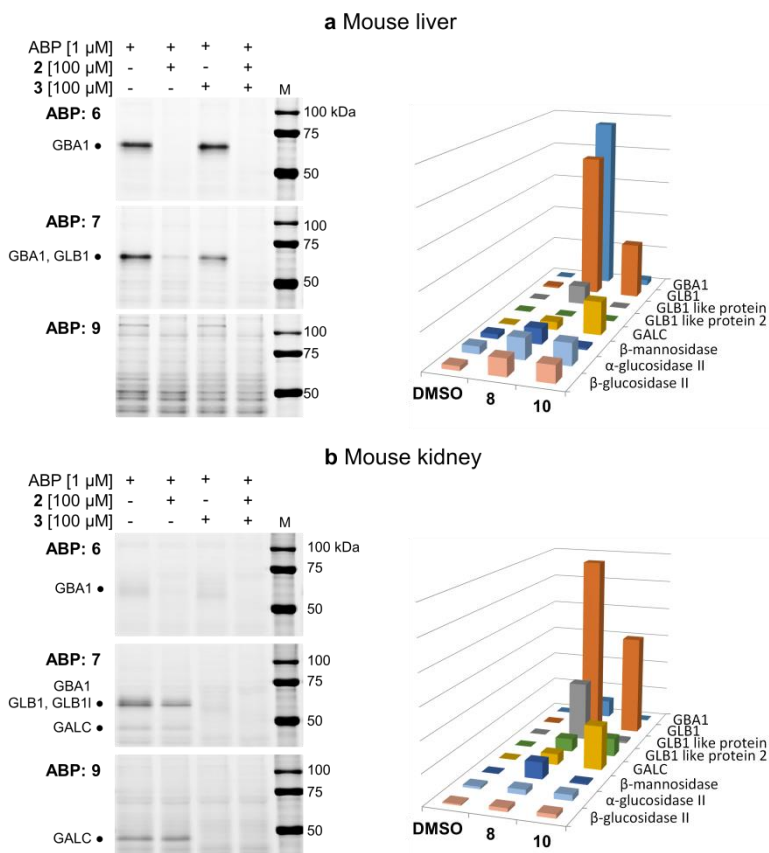 a Mouse liver
ABP [1 µM] + + + +
2 [100 µM] - + - +
3 [100 µM] - - + + M
ABP: 6
100 kDa
75
GBA1 •
50
ABP: 7
100
75
GBA1, GLB1 •
50
ABP: 9
100
75
50
GBA1
GLB1
GLB1 like protein
GLB1 like protein 2
GALC
β-mannosidase
α-glucosidase II
β-glucosidase II
DMSO 8 10
b Mouse kidney
ABP [1 µM] + + + +
2 [100 µM] - + - +
3 [100 µM] - - + + M
ABP: 6
100 kDa
75
GBA1 •
50
ABP: 7
100
GBA1
75
GLB1, GLB1l •
GALC •
50
ABP: 9
100
75
GALC •
50
GBA1
GLB1
GLB1 like protein
GLB1 like protein 2
GALC
β-mannosidase
α-glucosidase II
β-glucosidase II
DMSO 8 10